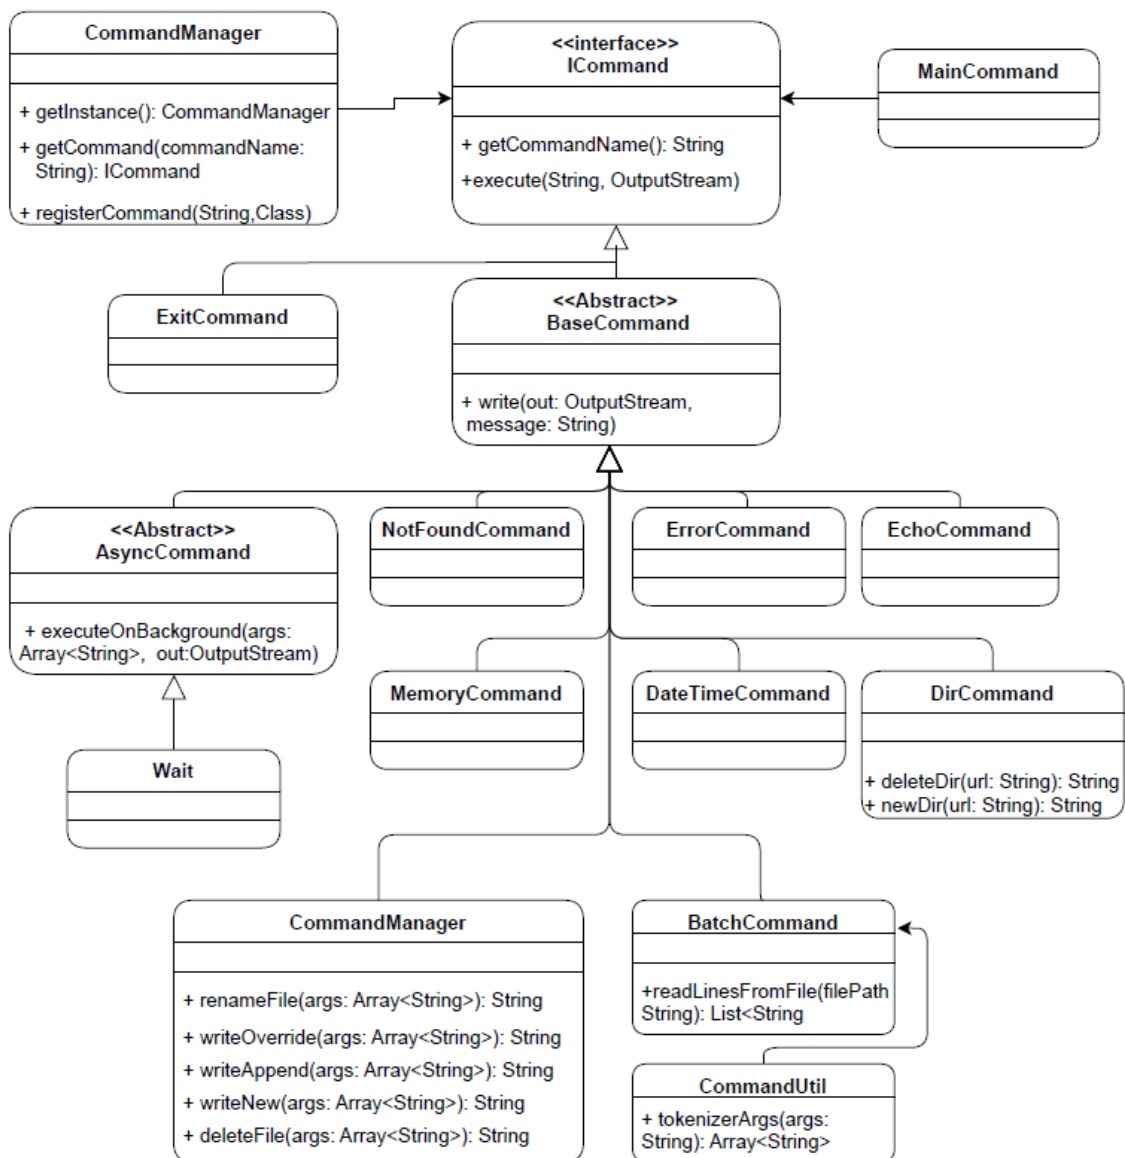 CommandManager
+ getInstance(): CommandManager
+ getCommand(commandName:
String): ICommand
+ registerCommand(String,Class)
<<interface>>
ICommand
+ getCommandName(): String
+execute(String, OutputStream)
MainCommand
ExitCommand
<<Abstract>>
BaseCommand
+ write(out: OutputStream,
message: String)
<<Abstract>>
AsyncCommand
+ executeOnBackground(args:
Array<String>, out:OutputStream)
NotFoundCommand
ErrorCommand
EchoCommand
MemoryCommand
DateTimeCommand
DirCommand
+ deleteDir(url: String): String
+ newDir(url: String): String
Wait
CommandManager
+ renameFile(args: Array<String>): String
+ writeOverride(args: Array<String>): String
+ writeAppend(args: Array<String>): String
+ writeNew(args: Array<String>): String
+ deleteFile(args: Array<String>): String
BatchCommand
+readLinesFromFile(filePath
String): List<String
CommandUtil
+ tokenizerArgs(args:
String): Array<String>